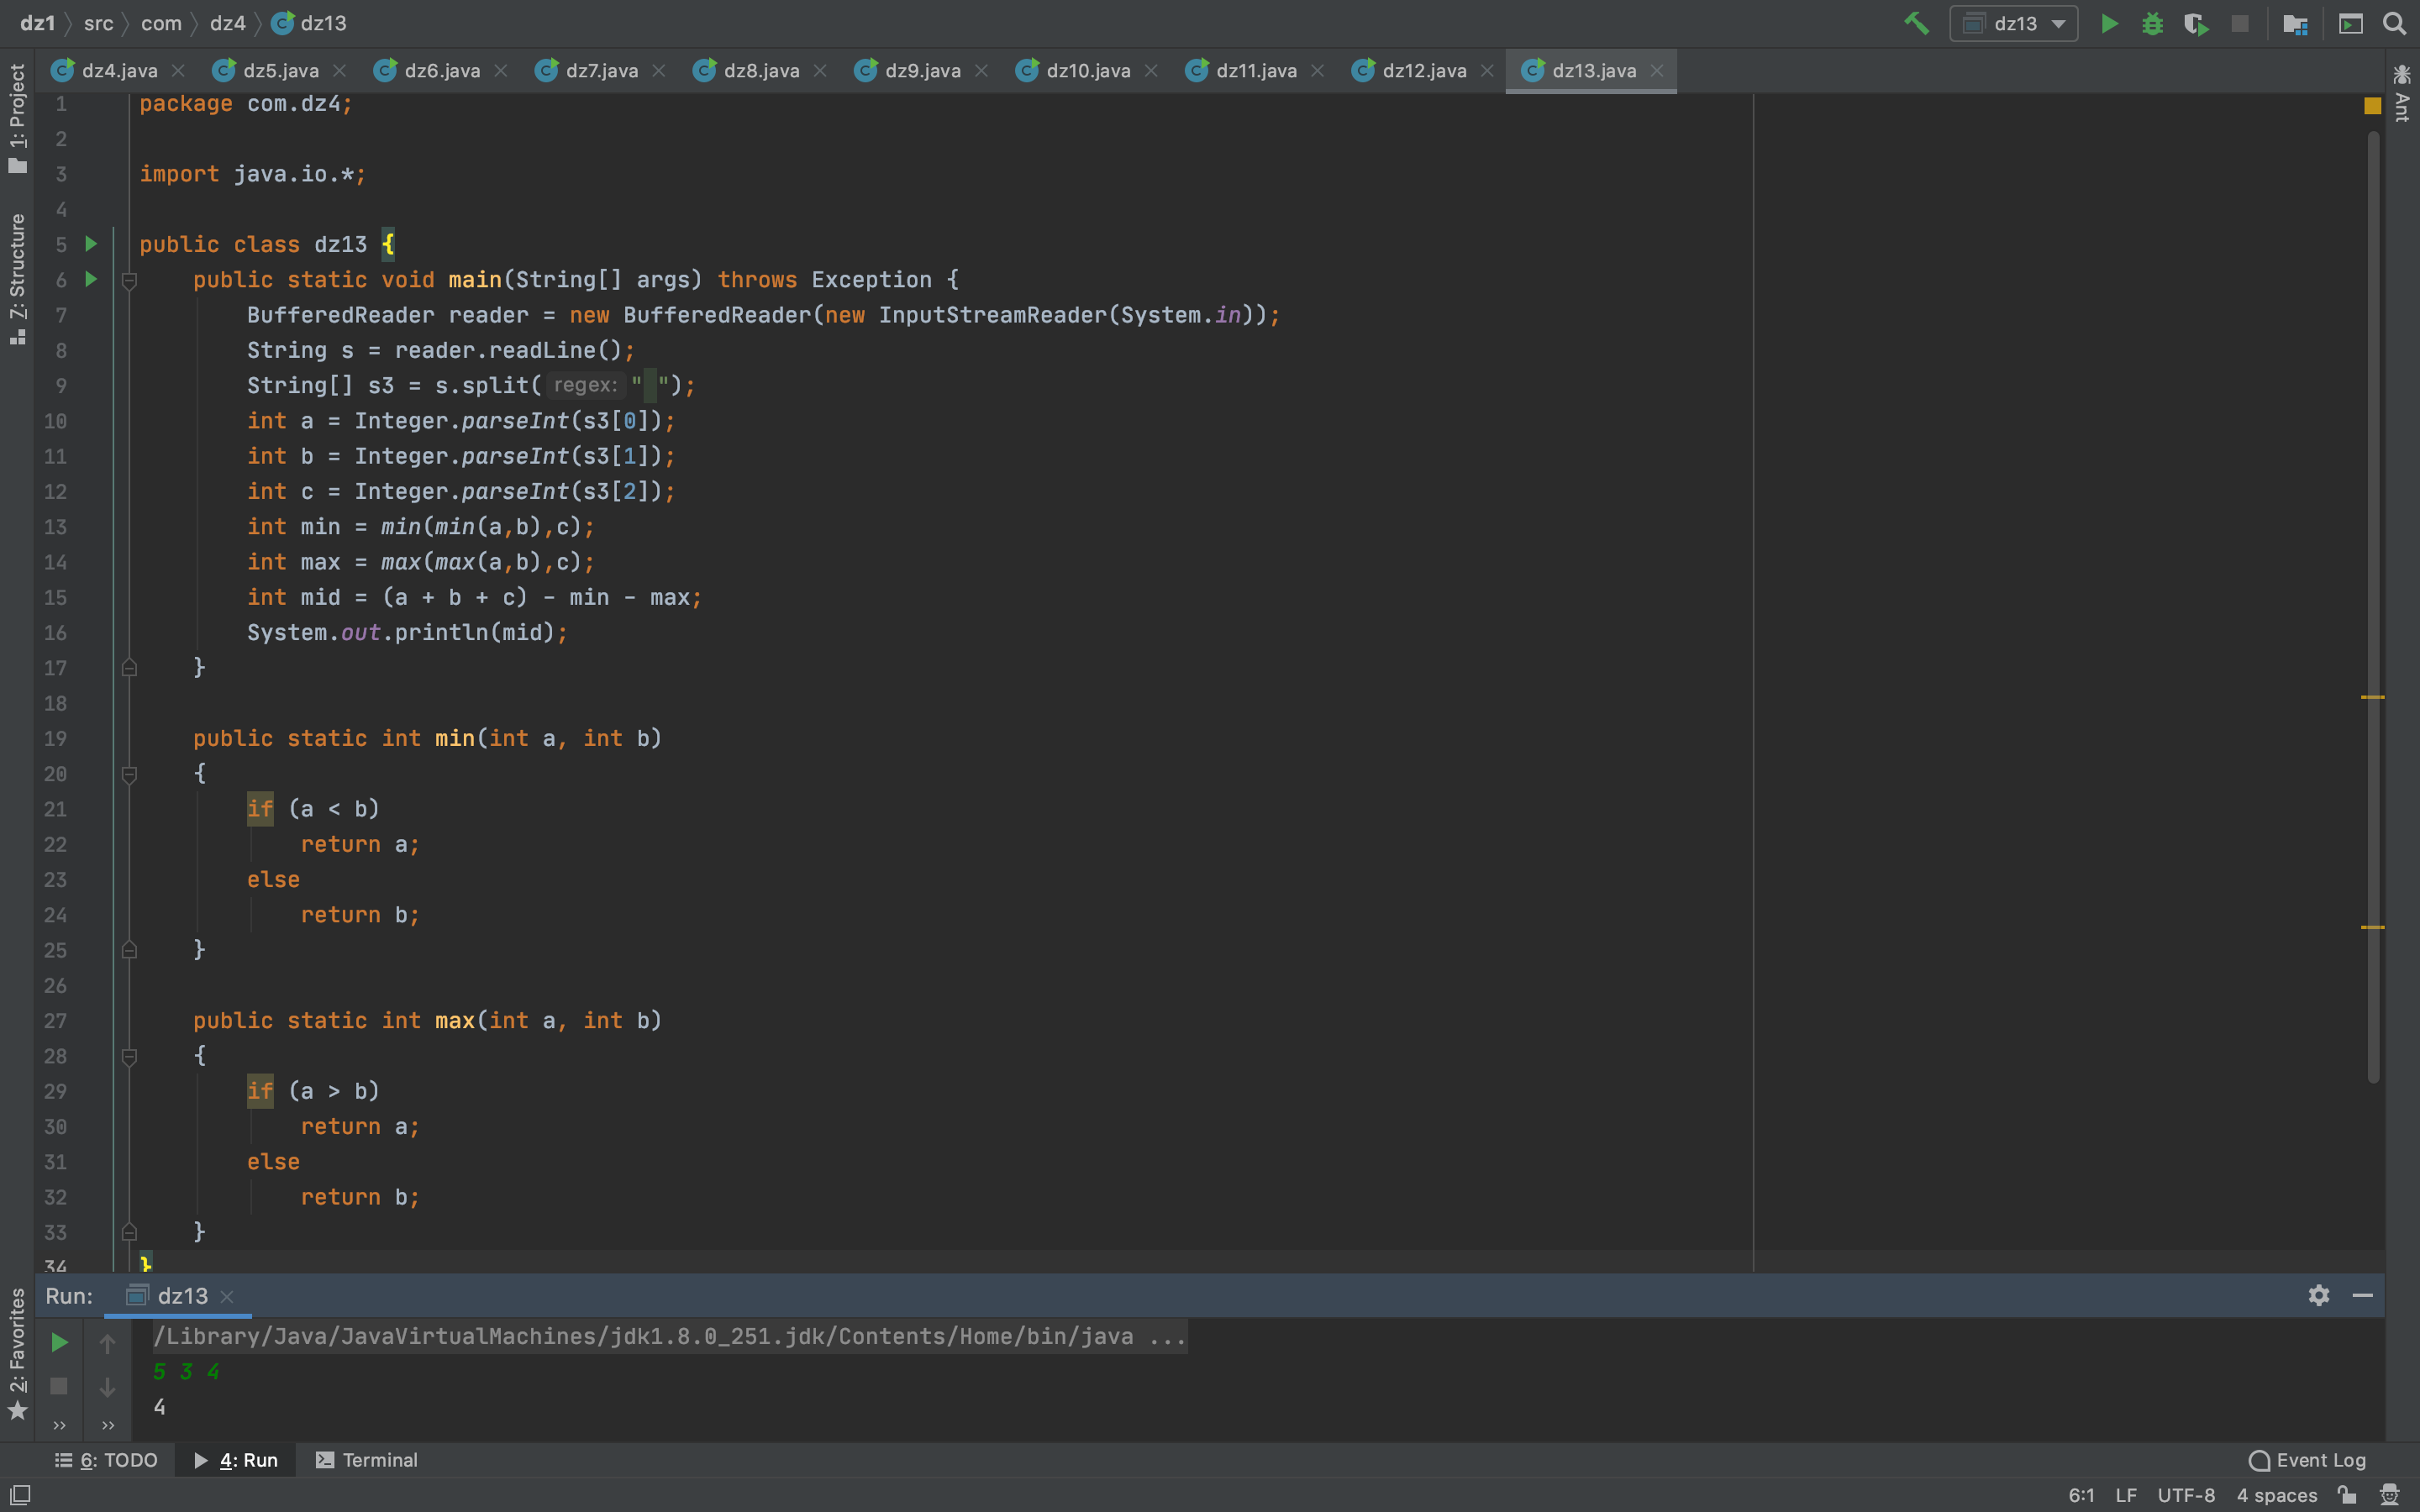 dz1 src com dz4 dz13 dz13
dz4.java dz5.java dz6.java dz7.java dz8.java dz9.java dz10.java dz11.java dz12.java dz13.java
1: Project
7: Structure
2: Favorites
Ant
1 package com.dz4;
2
3 import java.io.*;
4
5 public class dz13 {
6     public static void main(String[] args) throws Exception {
7         BufferedReader reader = new BufferedReader(new InputStreamReader(System.in));
8         String s = reader.readLine();
9         String[] s3 = s.split( regex: " ");
10         int a = Integer.parseInt(s3[0]);
11         int b = Integer.parseInt(s3[1]);
12         int c = Integer.parseInt(s3[2]);
13         int min = min(min(a,b),c);
14         int max = max(max(a,b),c);
15         int mid = (a + b + c) - min - max;
16         System.out.println(mid);
17     }
18
19     public static int min(int a, int b)
20     {
21         if (a < b)
22             return a;
23         else
24             return b;
25     }
26
27     public static int max(int a, int b)
28     {
29         if (a > b)
30             return a;
31         else
32             return b;
33     }
34 }
Run: dz13
/Library/Java/JavaVirtualMachines/jdk1.8.0_251.jdk/Contents/Home/bin/java ...
5 3 4
4
6: TODO 4: Run Terminal Event Log
6:1 LF UTF-8 4 spaces